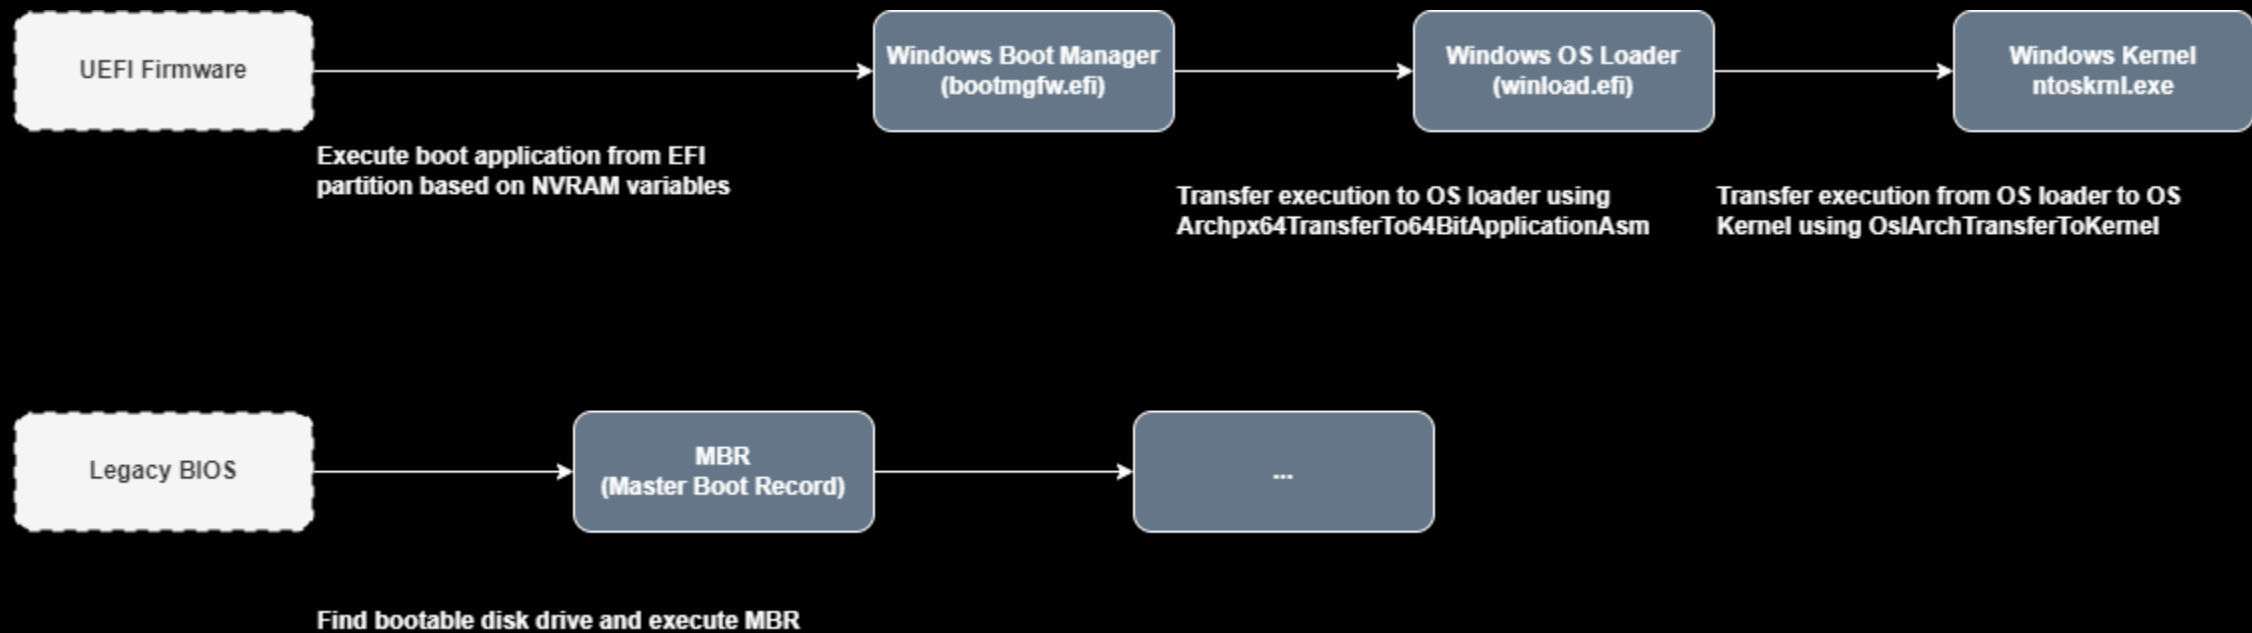 UEFI Firmware
Windows Boot Manager
(bootmgfw.efi)
Windows OS Loader
(winload.efi)
Windows Kernel
ntoskrnl.exe
Execute boot application from EFI
partition based on NVRAM variables
Transfer execution to OS loader using
Archpx64TransferTo64BitApplicationAsm
Transfer execution from OS loader to OS
Kernel using OslArchTransferToKernel
Legacy BIOS
MBR
(Master Boot Record)
...
Find bootable disk drive and execute MBR